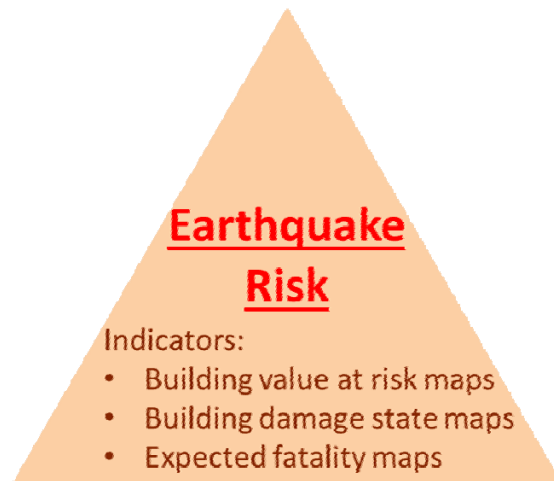 Earthquake
Risk
Indicators:
• Building value at risk maps
• Building damage state maps
• Expected fatality maps